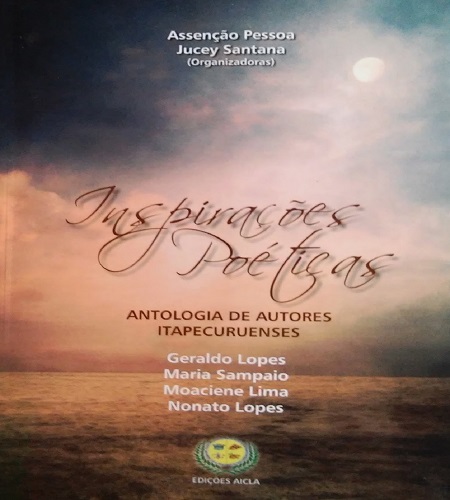 Assenção Pessoa
Jucey Santana
(Organizadoras)
Inspirações
Poéticas
ANTOLOGIA DE AUTORES
ITAPECURUENSES
Geraldo Lopes
Maria Sampaio
Moaciene Lima
Nonato Lopes
EDIÇÕES AICLA